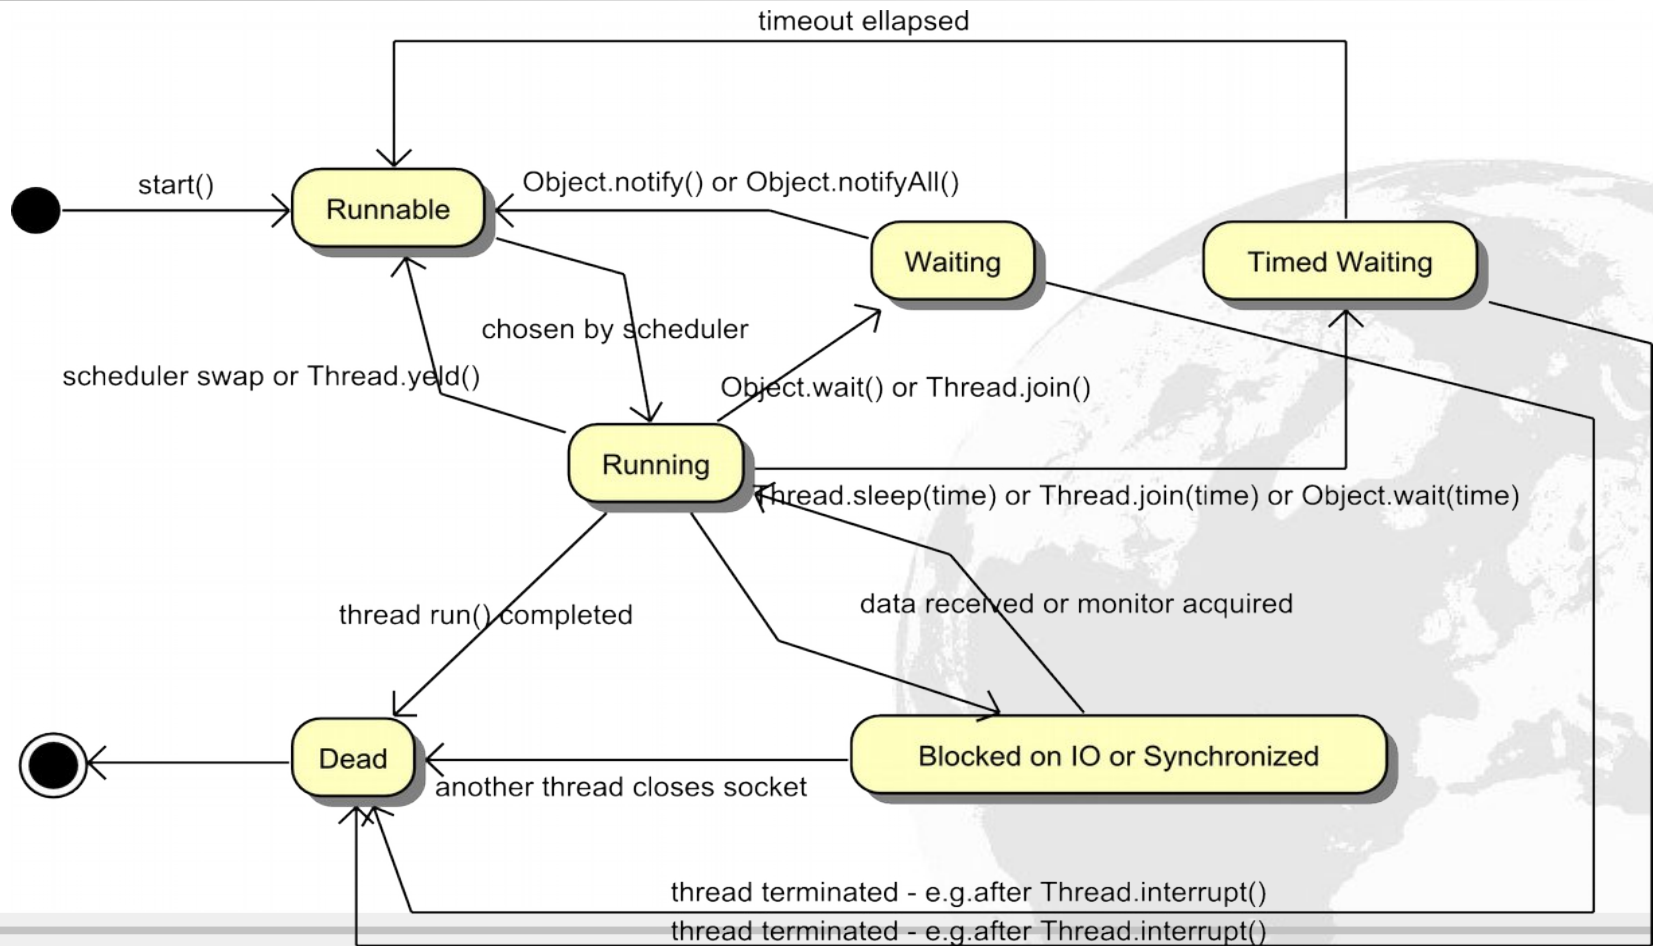 timeout ellapsed
start()
Runnable
Object.notify() or Object.notifyAll()
Waiting
Timed Waiting
chosen by scheduler
scheduler swap or Thread.yeld()
Object.wait() or Thread.join()
Running
Thread.sleep(time) or Thread.join(time) or Object.wait(time)
data received or monitor acquired
thread run() completed
Dead
Blocked on IO or Synchronized
another thread closes socket
thread terminated - e.g.after Thread.interrupt()
thread terminated - e.g.after Thread.interrupt()